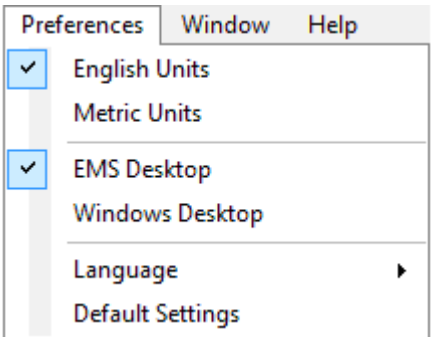 Preferences Window Help
English Units
Metric Units
EMS Desktop
Windows Desktop
Language
Default Settings